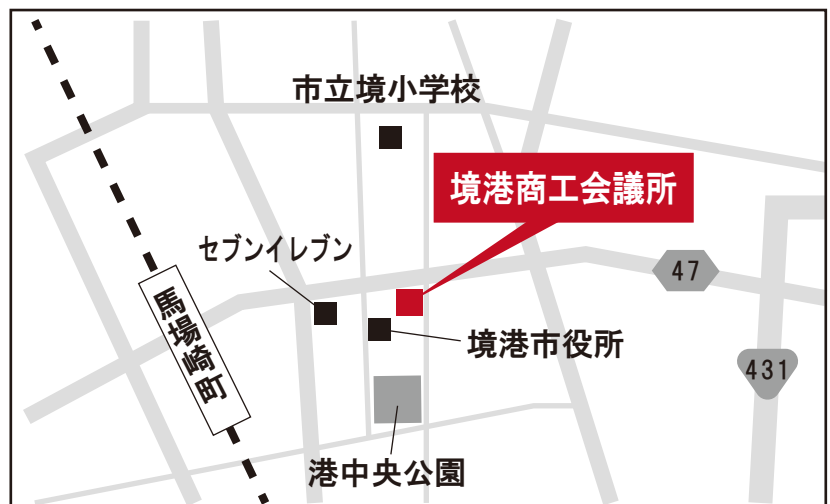 市立境小学校
境港商工会議所
セブンイレブン
47
馬場崎町
境港市役所
431
港中央公園